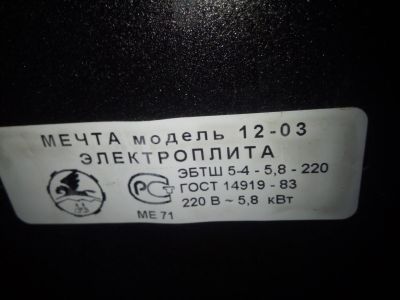 МЕЧТА модель 12-03
ЭЛЕКТРОПЛИТА
ЭБТШ 5-4 - 5,8 - 220
ГОСТ 14919 - 83
МЕ 71
220 В ~ 5,8 кВт